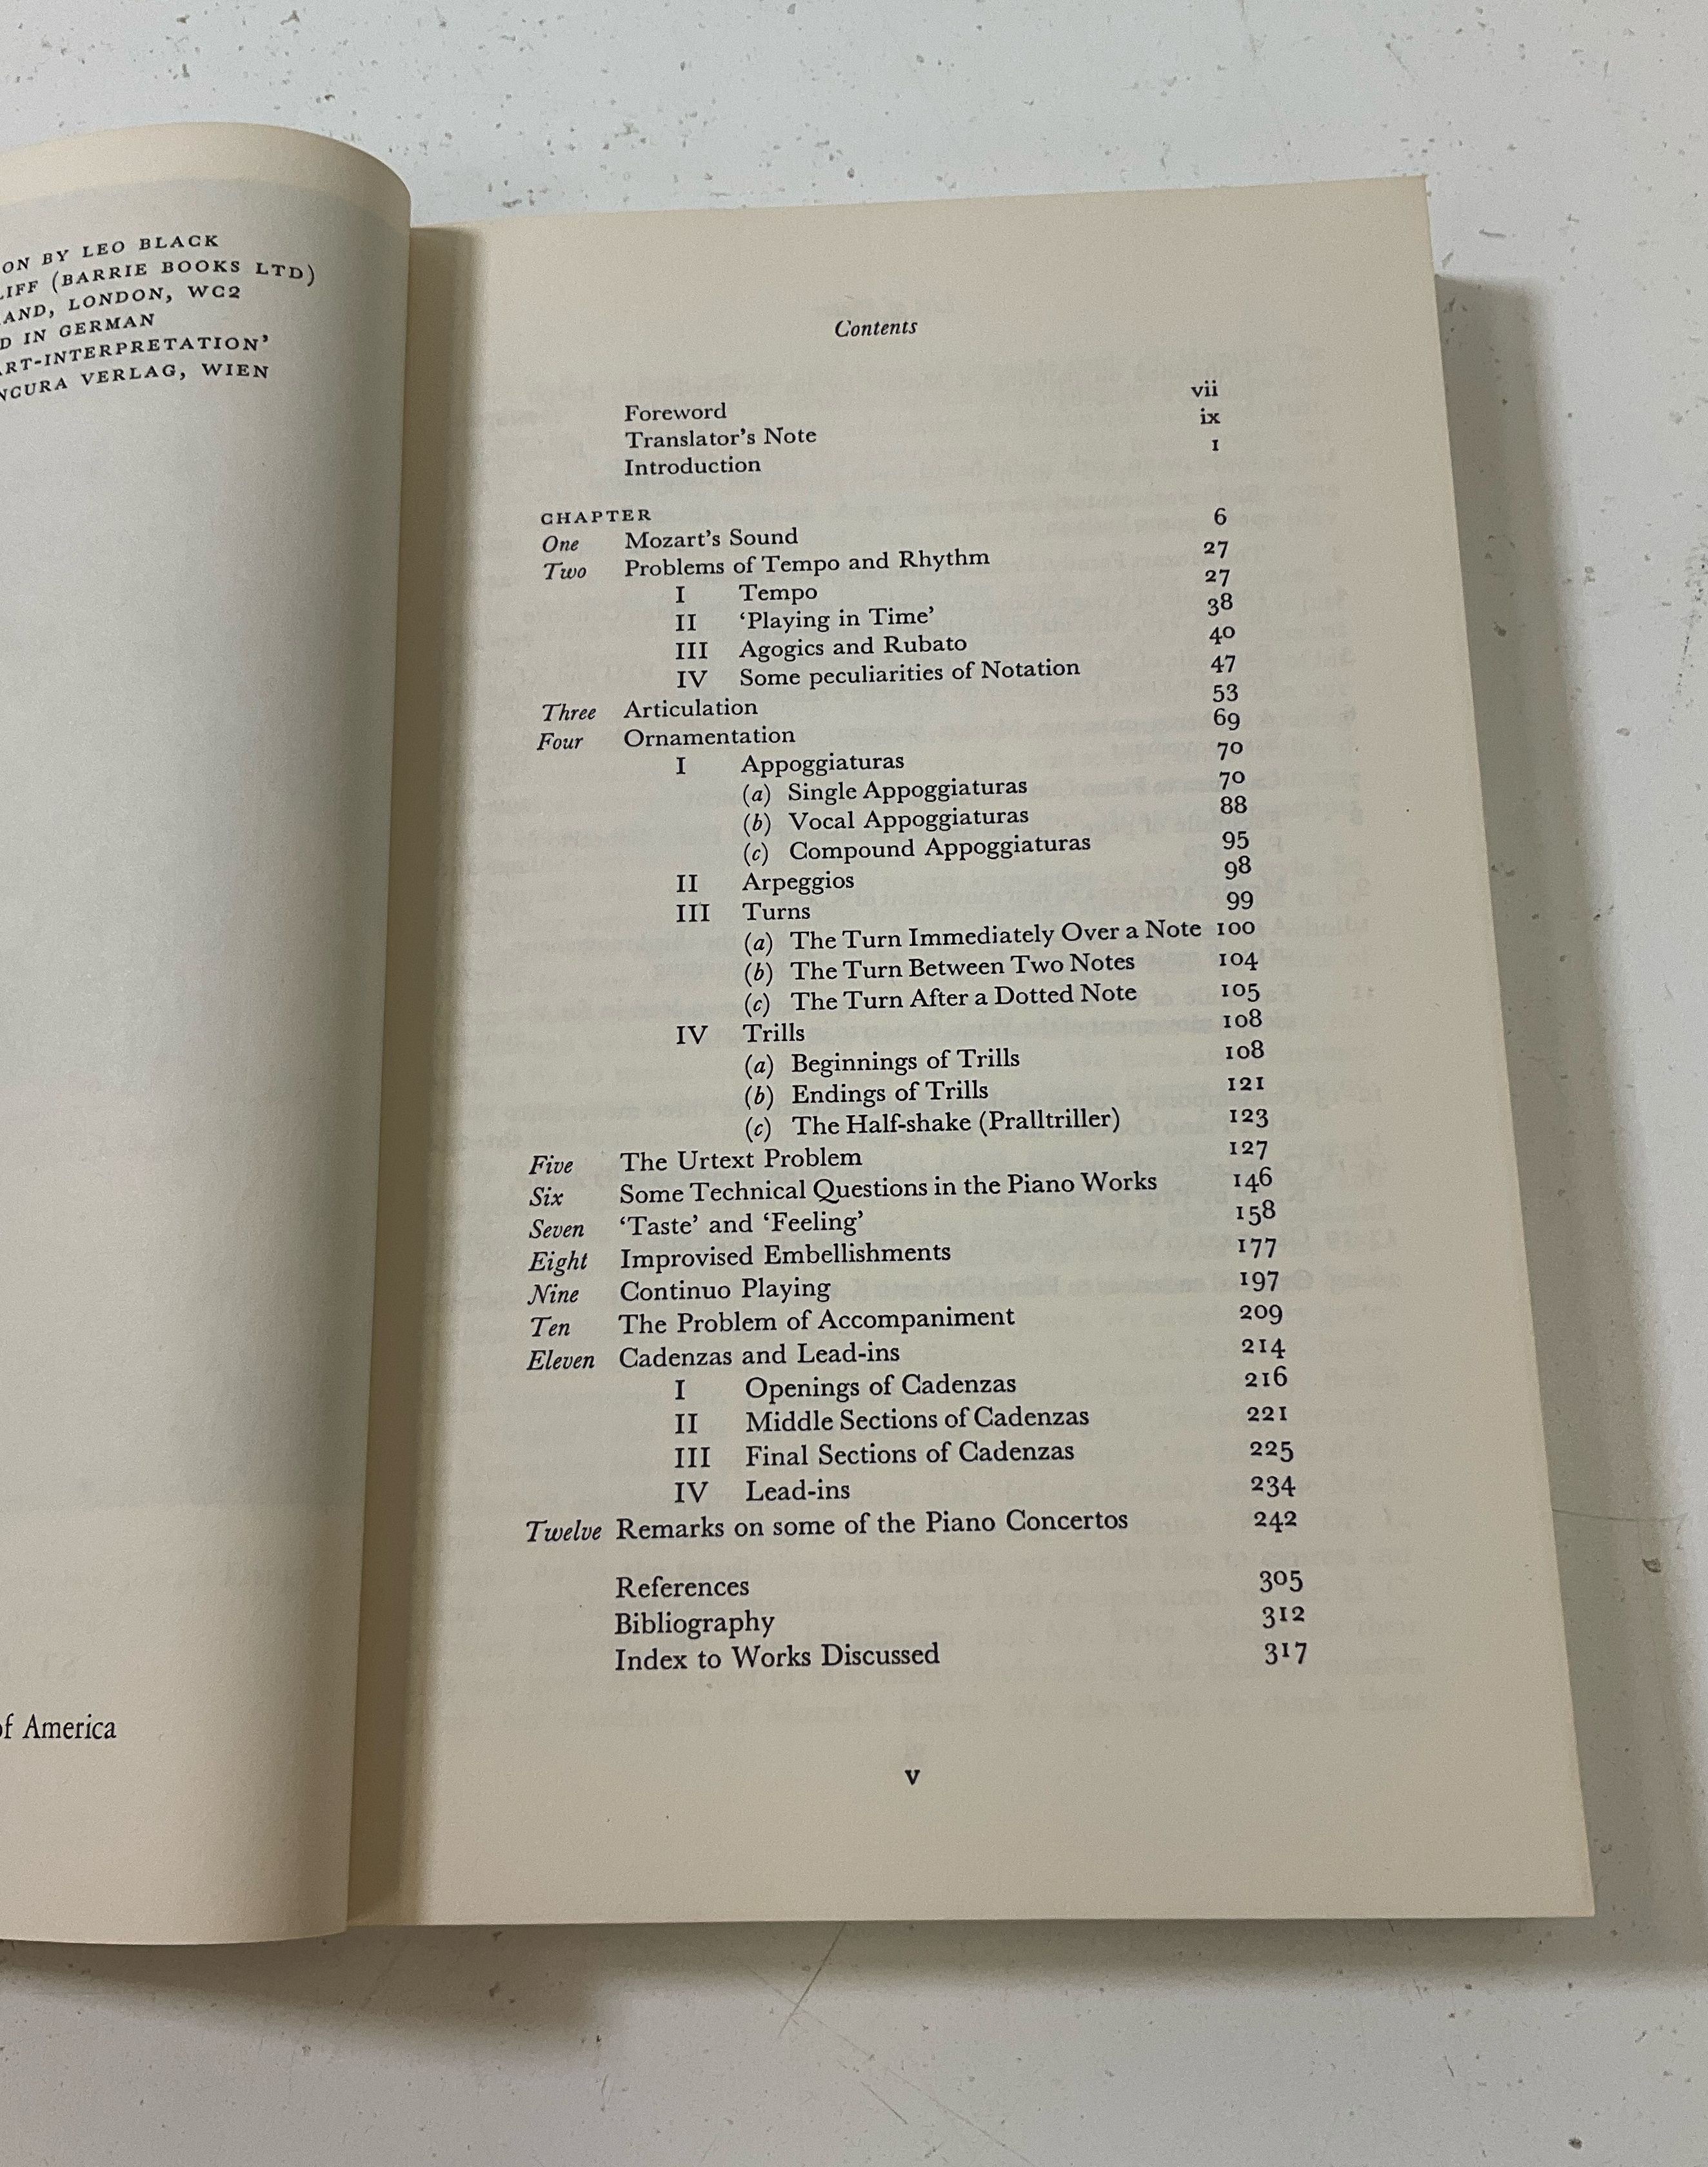 ON BY LEO BLACK
LIFF (BARRIE BOOKS LTD)
AND, LONDON, WC2
D IN GERMAN
ART-INTERPRETATION’
NCURA VERLAG, WIEN
of America
Contents
Foreword vii
Translator’s Note ix
Introduction 1
CHAPTER
One Mozart’s Sound 6
Two Problems of Tempo and Rhythm 27
I Tempo 27
II ‘Playing in Time’ 38
III Agogics and Rubato 40
IV Some peculiarities of Notation 47
Three Articulation 53
Four Ornamentation 69
I Appoggiaturas 70
(a) Single Appoggiaturas 70
(b) Vocal Appoggiaturas 88
(c) Compound Appoggiaturas 95
II Arpeggios 98
III Turns 99
(a) The Turn Immediately Over a Note 100
(b) The Turn Between Two Notes 104
(c) The Turn After a Dotted Note 105
IV Trills 108
(a) Beginnings of Trills 108
(b) Endings of Trills 121
(c) The Half-shake (Pralltriller) 123
Five The Urtext Problem 127
Six Some Technical Questions in the Piano Works 146
Seven ‘Taste’ and ‘Feeling’ 158
Eight Improvised Embellishments 177
Nine Continuo Playing 197
Ten The Problem of Accompaniment 209
Eleven Cadenzas and Lead-ins 214
I Openings of Cadenzas 216
II Middle Sections of Cadenzas 221
III Final Sections of Cadenzas 225
IV Lead-ins 234
Twelve Remarks on some of the Piano Concertos 242
References 305
Bibliography 312
Index to Works Discussed 317
v